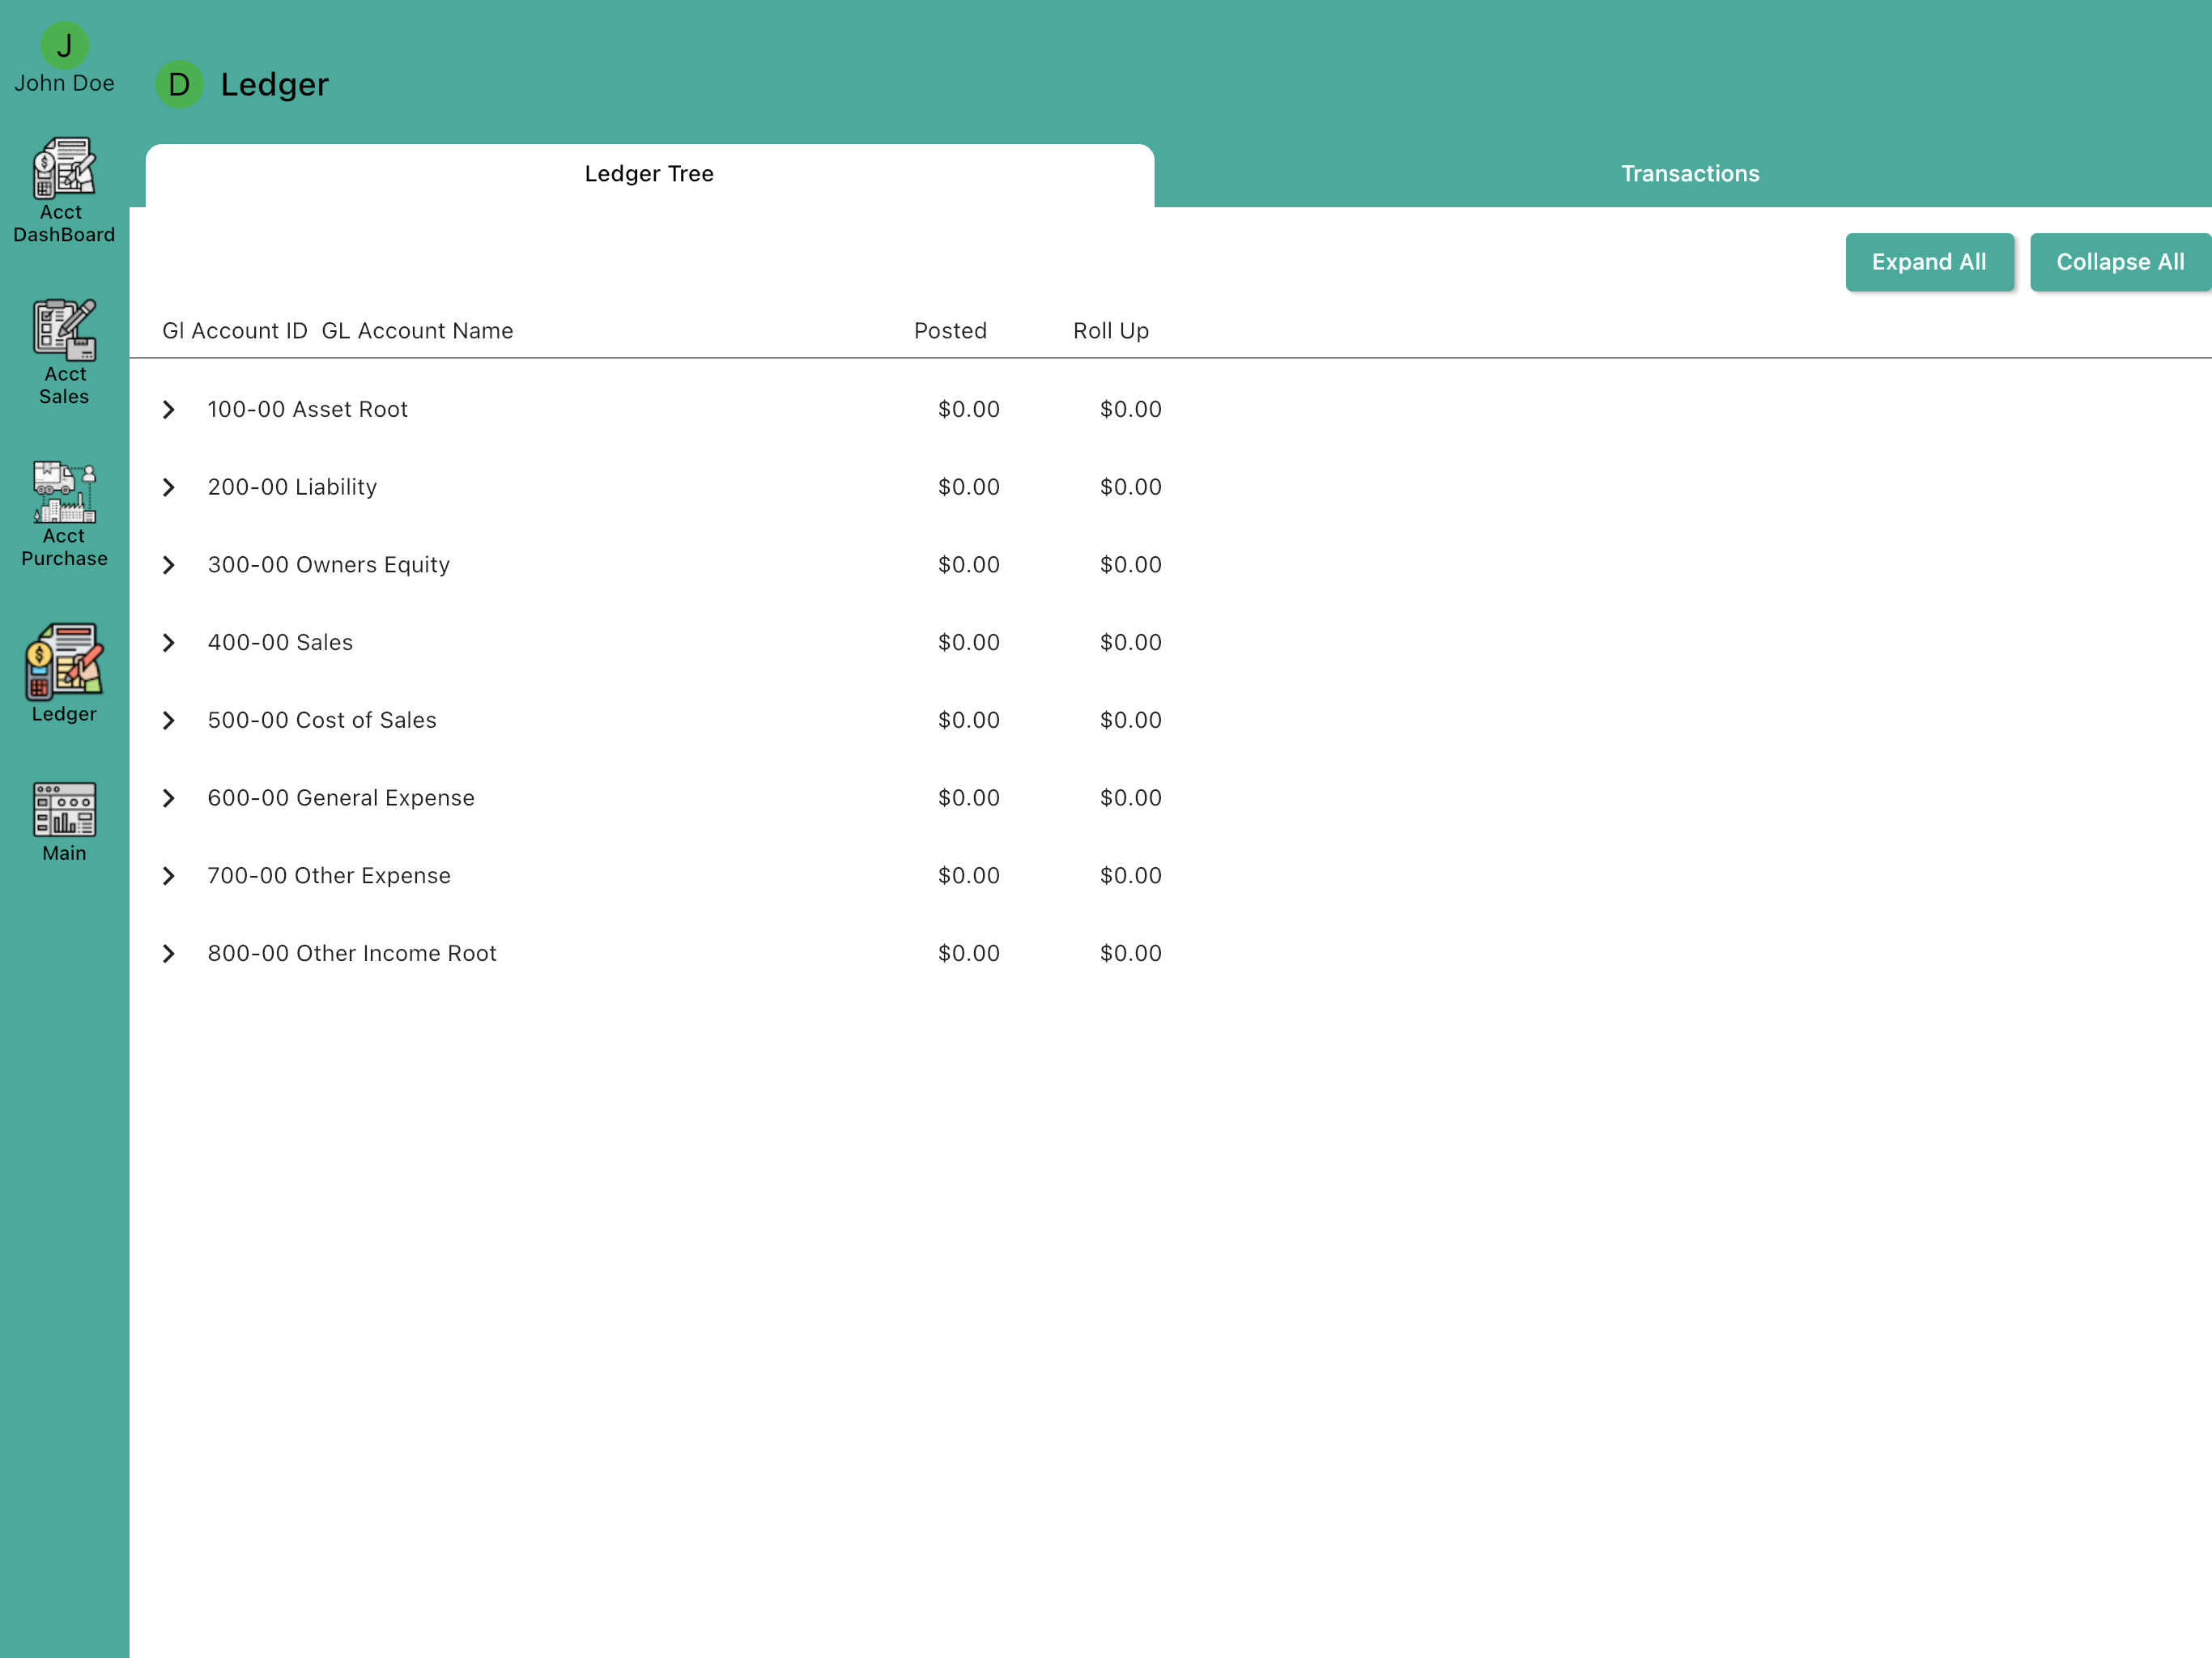 J
John Doe
D Ledger
Acct
DashBoard
Acct
Sales
Acct
Purchase
Ledger
Main
Ledger Tree
Transactions
Expand All
Collapse All
Gl Account ID GL Account Name Posted Roll Up
100-00 Asset Root $0.00 $0.00
200-00 Liability $0.00 $0.00
300-00 Owners Equity $0.00 $0.00
400-00 Sales $0.00 $0.00
500-00 Cost of Sales $0.00 $0.00
600-00 General Expense $0.00 $0.00
700-00 Other Expense $0.00 $0.00
800-00 Other Income Root $0.00 $0.00